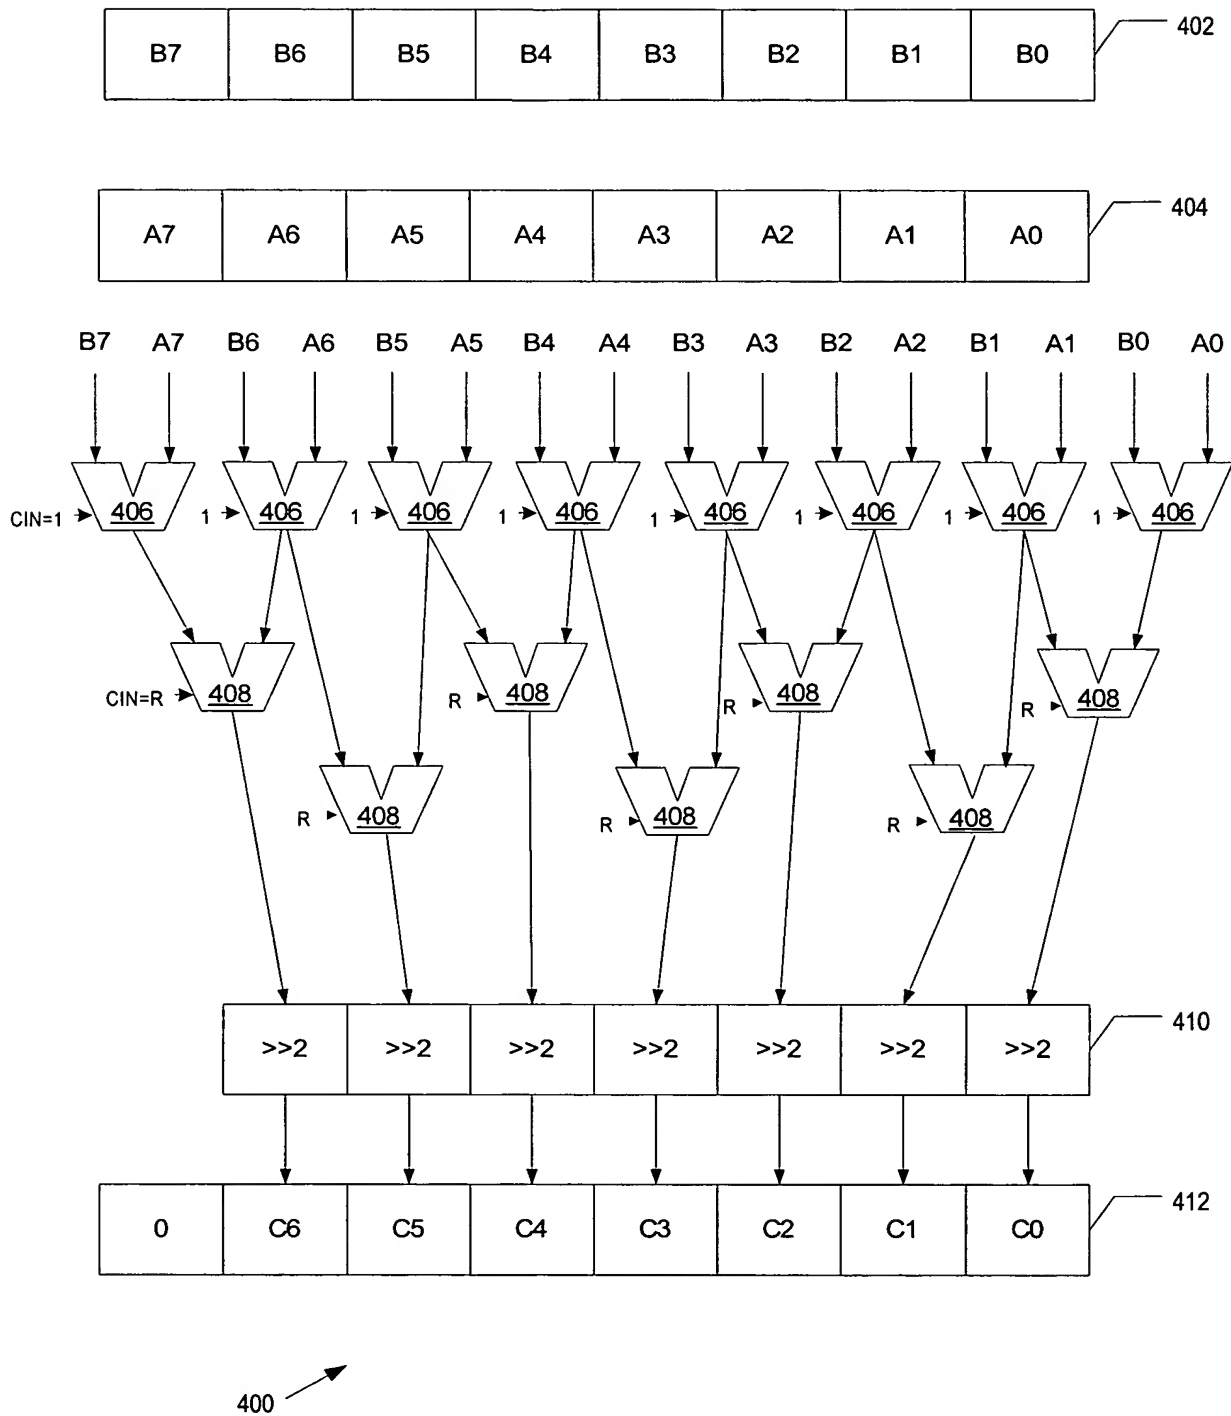 B7 B6 B5 B4 B3 B2 B1 B0 402
A7 A6 A5 A4 A3 A2 A1 A0 404
B7 A7 B6 A6 B5 A5 B4 A4 B3 A3 B2 A2 B1 A1 B0 A0
CIN=1 406 1 406 1 406 1 406 1 406 1 406 1 406 1 406
CIN=R 408 R 408 R 408 R 408
R 408 R 408 R 408
>>2 >>2 >>2 >>2 >>2 >>2 >>2 410
0 C6 C5 C4 C3 C2 C1 C0 412
400